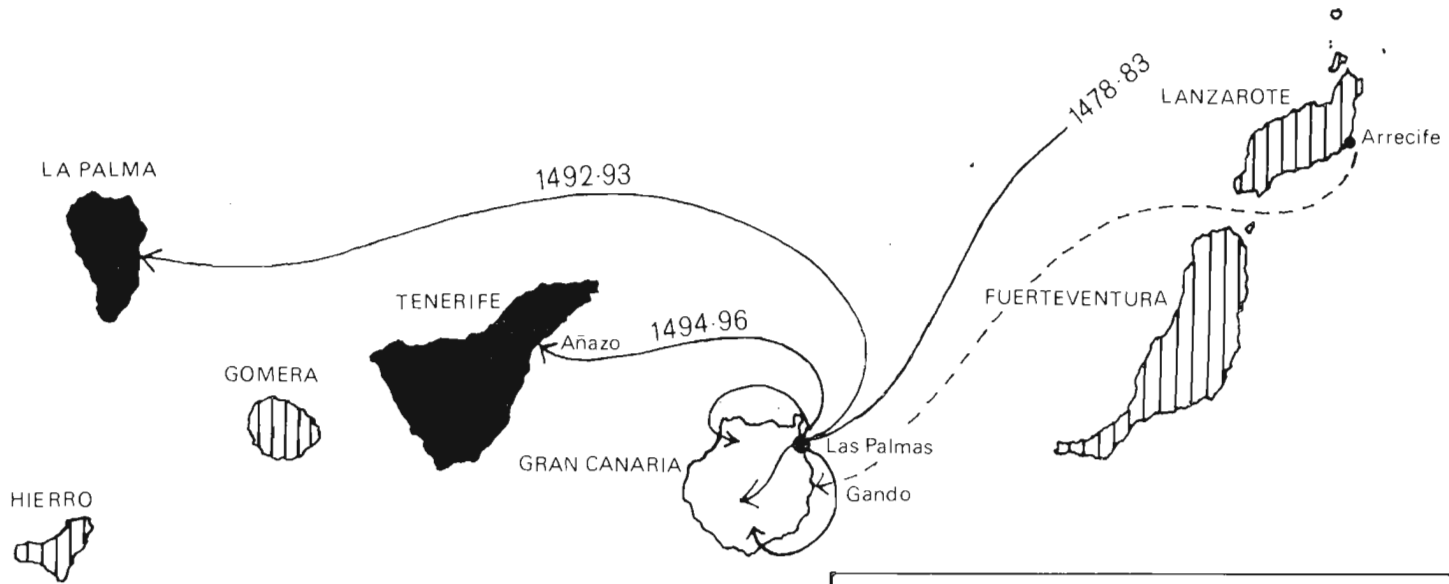 1478-83
LANZAROTE
Arrecife
LA PALMA
1492·93
FUERTEVENTURA
TENERIFE
1494·96
Añazo
GOMERA
Las Palmas
GRAN CANARIA
Gando
HIERRO